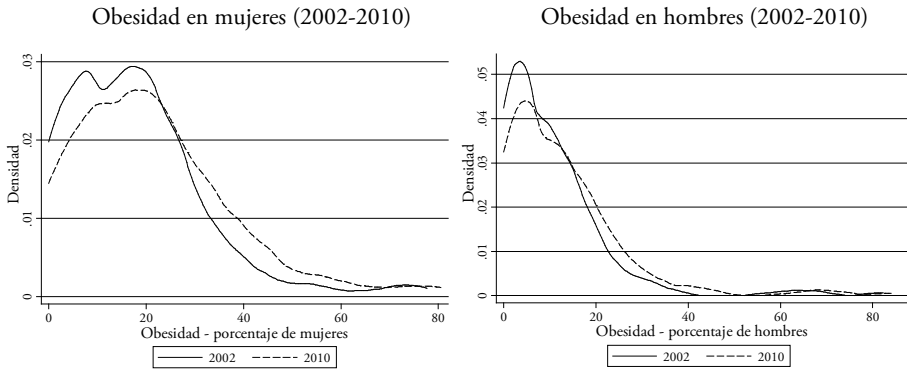 Obesidad en mujeres (2002-2010)
.03
.02
.01
0
Densidad
0 20 40 60 80
Obesidad - porcentaje de mujeres
2002 2010
Obesidad en hombres (2002-2010)
.05
.04
.03
.02
.01
0
Densidad
0 20 40 60 80
Obesidad - porcentaje de hombres
2002 2010